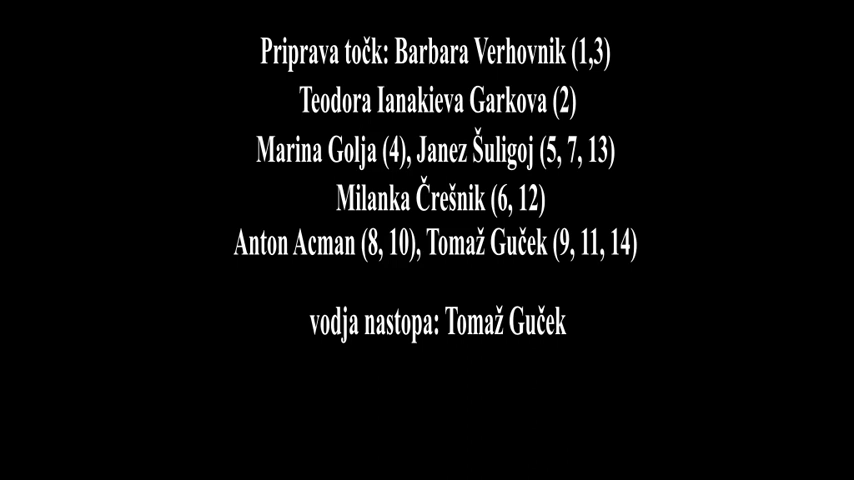 Priprava točk: Barbara Verhovnik (1,3)
Teodora Ianakieva Garkova (2)
Marina Golja (4), Janez Šuligoj (5, 7, 13)
Milanka Črešnik (6, 12)
Anton Acman (8, 10), Tomaž Guček (9, 11, 14)
vodja nastopa: Tomaž Guček